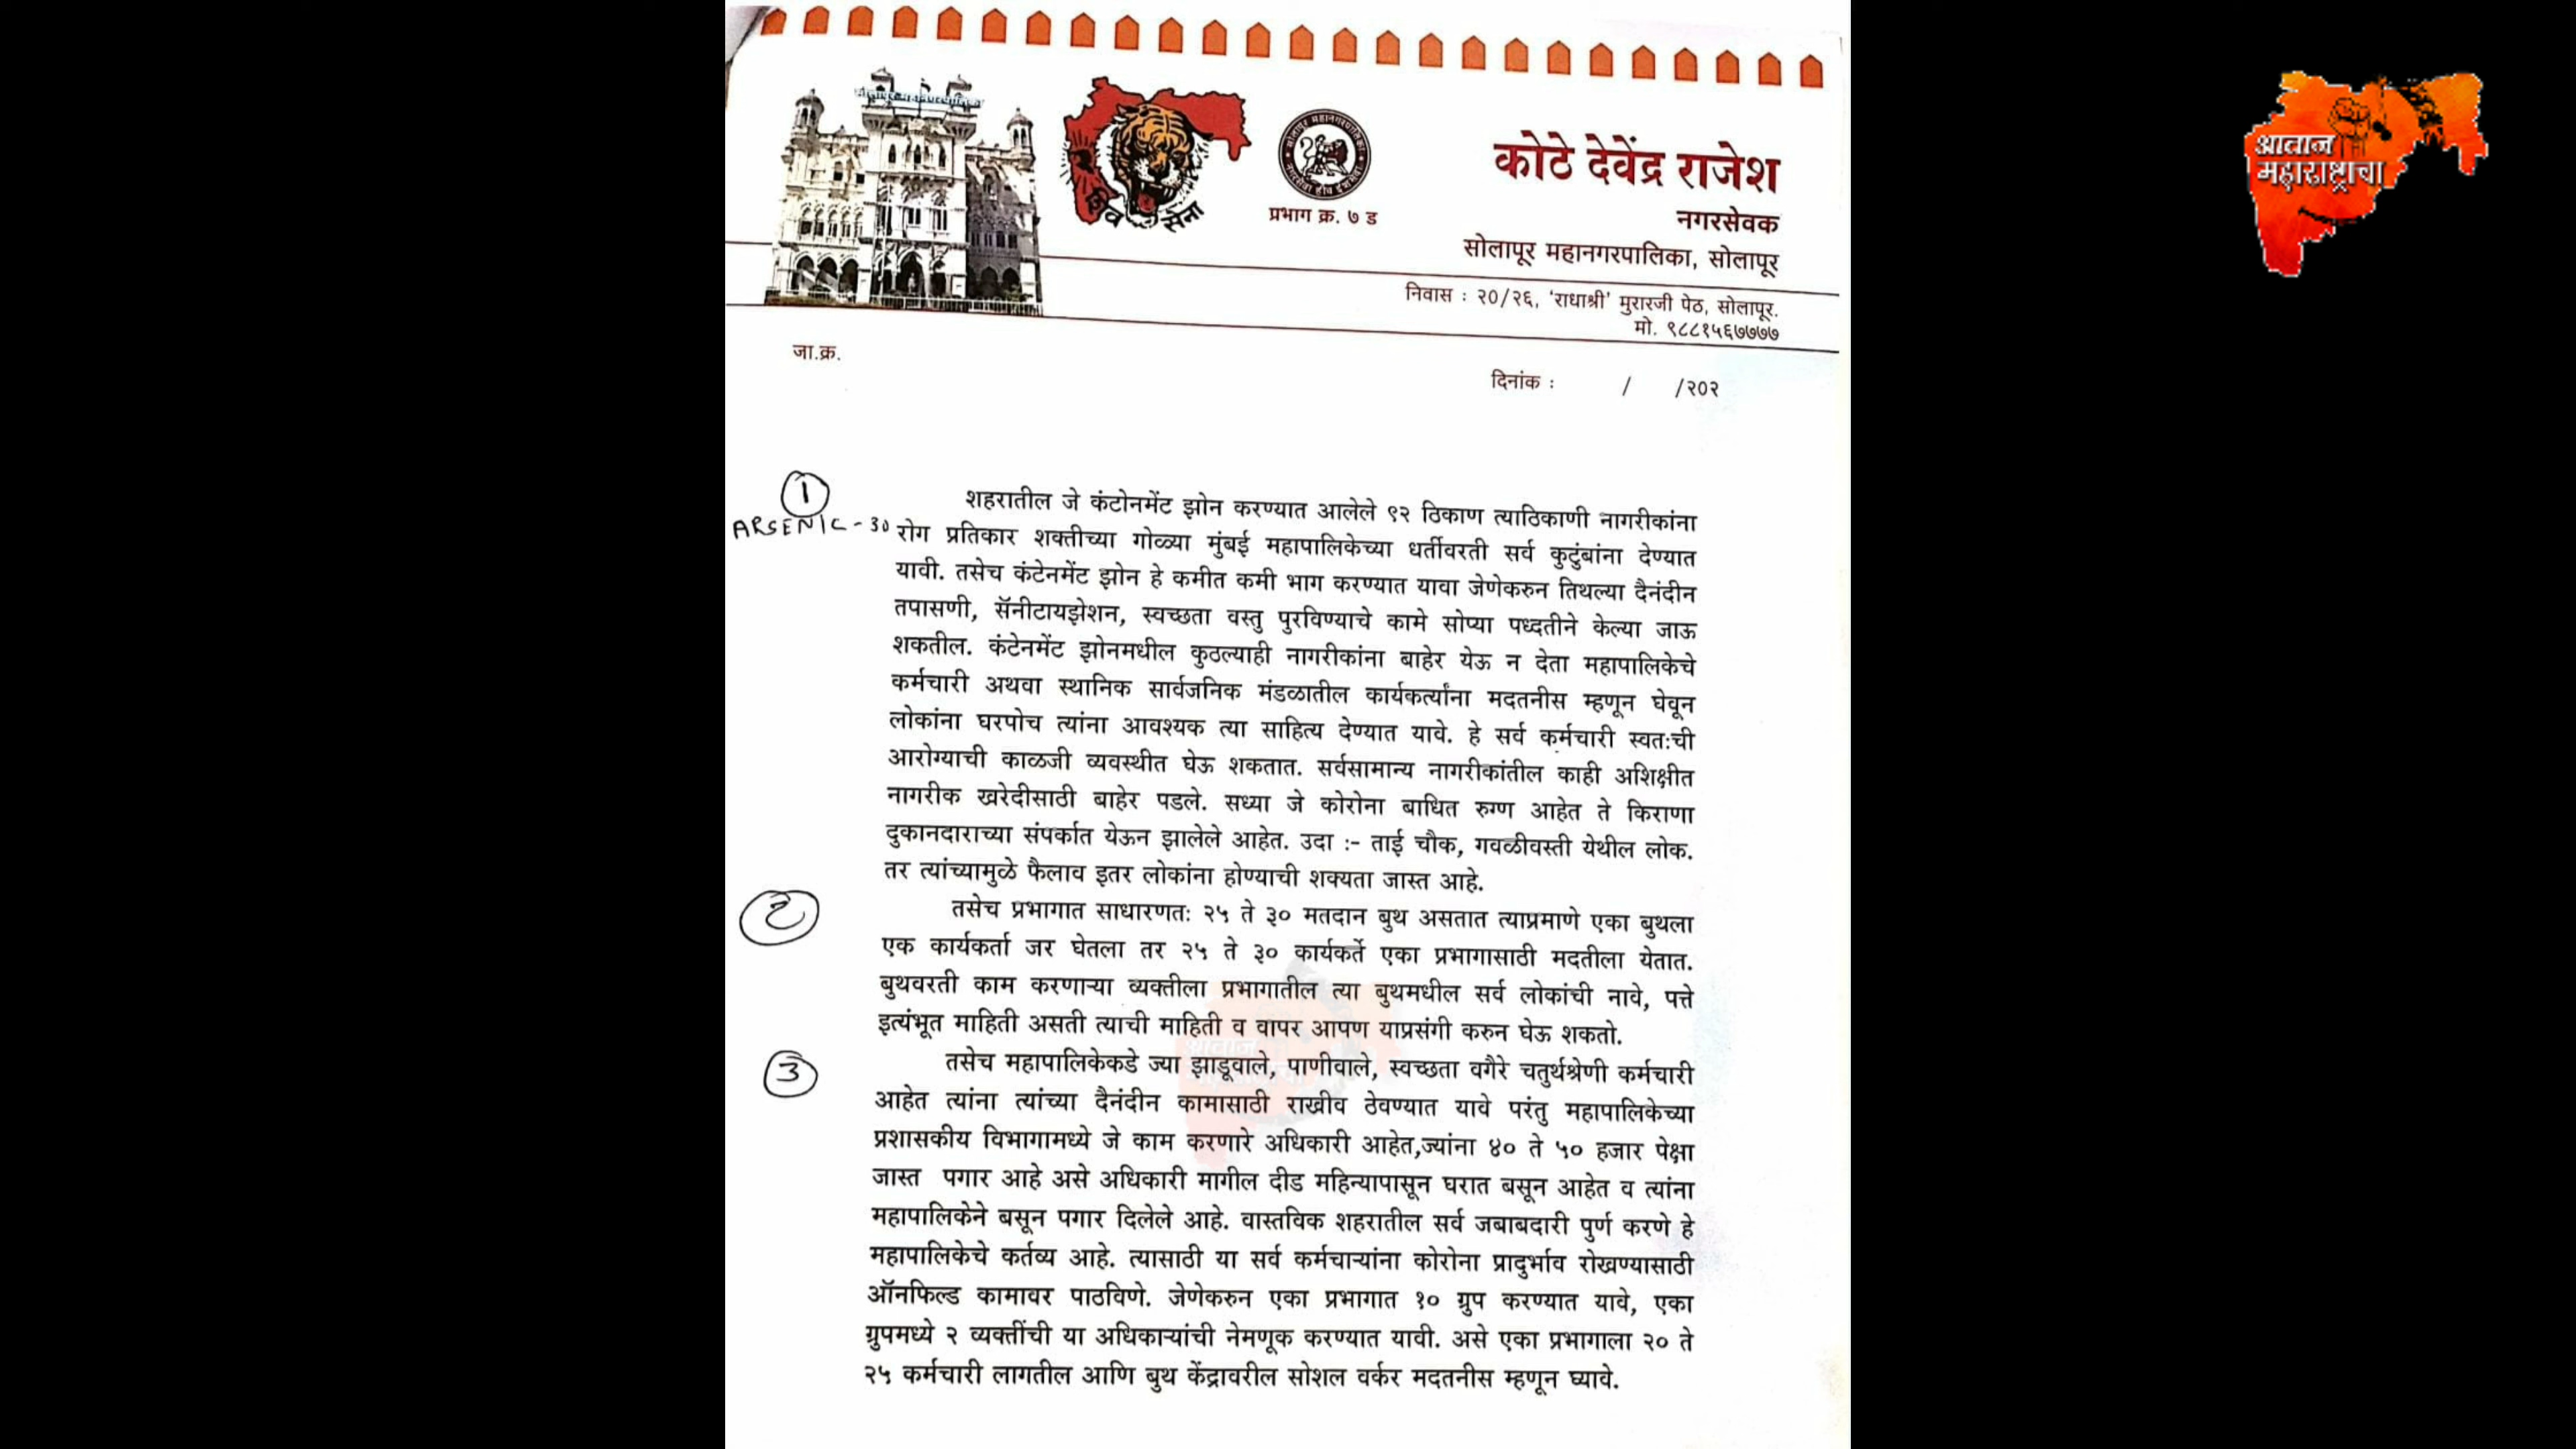 सोलापूर महानगरपालिका
शिवसेना
प्रभाग क्र. ७ ड
कोठे देवेंद्र राजेश
नगरसेवक
सोलापूर महानगरपालिका, सोलापूर
निवास : २०/२६, ‘राधाश्री’ मुरारजी पेठ, सोलापूर.
मो. ९८८१५६७७७७
आवाज
महाराष्ट्राचा
जा.क्र.
दिनांक : / /२०२
1
ARSENIC - 30
शहरातील जे कंटोनमेंट झोन करण्यात आलेले ९२ ठिकाण त्याठिकाणी नागरीकांना
रोग प्रतिकार शक्तीच्या गोळ्या मुंबई महापालिकेच्या धर्तीवरती सर्व कुटुंबांना देण्यात
यावी. तसेच कंटेनमेंट झोन हे कमीत कमी भाग करण्यात यावा जेणेकरुन तिथल्या दैनंदीन
तपासणी, सॅनीटायझेशन, स्वच्छता वस्तु पुरविण्याचे कामे सोप्या पध्दतीने केल्या जाऊ
शकतील. कंटेनमेंट झोनमधील कुठल्याही नागरीकांना बाहेर येऊ न देता महापालिकेचे
कर्मचारी अथवा स्थानिक सार्वजनिक मंडळातील कार्यकर्त्यांना मदतनीस म्हणून घेवून
लोकांना घरपोच त्यांना आवश्यक त्या साहित्य देण्यात यावे. हे सर्व कर्मचारी स्वतःची
आरोग्याची काळजी व्यवस्थीत घेऊ शकतात. सर्वसामान्य नागरीकांतील काही अशिक्षीत
नागरीक खरेदीसाठी बाहेर पडले. सध्या जे कोरोना बाधित रुग्ण आहेत ते किराणा
दुकानदाराच्या संपर्कात येऊन झालेले आहेत. उदा :- ताई चौक, गवळीवस्ती येथील लोक.
तर त्यांच्यामुळे फैलाव इतर लोकांना होण्याची शक्यता जास्त आहे.
2
तसेच प्रभागात साधारणतः २५ ते ३० मतदान बुथ असतात त्याप्रमाणे एका बुथला
एक कार्यकर्ता जर घेतला तर २५ ते ३० कार्यकर्ते एका प्रभागासाठी मदतीला येतात.
बुथवरती काम करणाऱ्या व्यक्तीला प्रभागातील त्या बुथमधील सर्व लोकांची नावे, पत्ते
इत्यंभूत माहिती असती त्याची माहिती व वापर आपण याप्रसंगी करुन घेऊ शकतो.
3
तसेच महापालिकेकडे ज्या झाडूवाले, पाणीवाले, स्वच्छता वगैरे चतुर्थश्रेणी कर्मचारी
आहेत त्यांना त्यांच्या दैनंदीन कामासाठी राखीव ठेवण्यात यावे परंतु महापालिकेच्या
प्रशासकीय विभागामध्ये जे काम करणारे अधिकारी आहेत,ज्यांना ४० ते ५० हजार पेक्षा
जास्त पगार आहे असे अधिकारी मागील दीड महिन्यापासून घरात बसून आहेत व त्यांना
महापालिकेने बसून पगार दिलेले आहे. वास्तविक शहरातील सर्व जबाबदारी पुर्ण करणे हे
महापालिकेचे कर्तव्य आहे. त्यासाठी या सर्व कर्मचाऱ्यांना कोरोना प्रादुर्भाव रोखण्यासाठी
ऑनफिल्ड कामावर पाठविणे. जेणेकरुन एका प्रभागात १० ग्रुप करण्यात यावे, एका
ग्रुपमध्ये २ व्यक्तींची या अधिकाऱ्यांची नेमणूक करण्यात यावी. असे एका प्रभागाला २० ते
२५ कर्मचारी लागतील आणि बुथ केंद्रावरील सोशल वर्कर मदतनीस म्हणून घ्यावे.